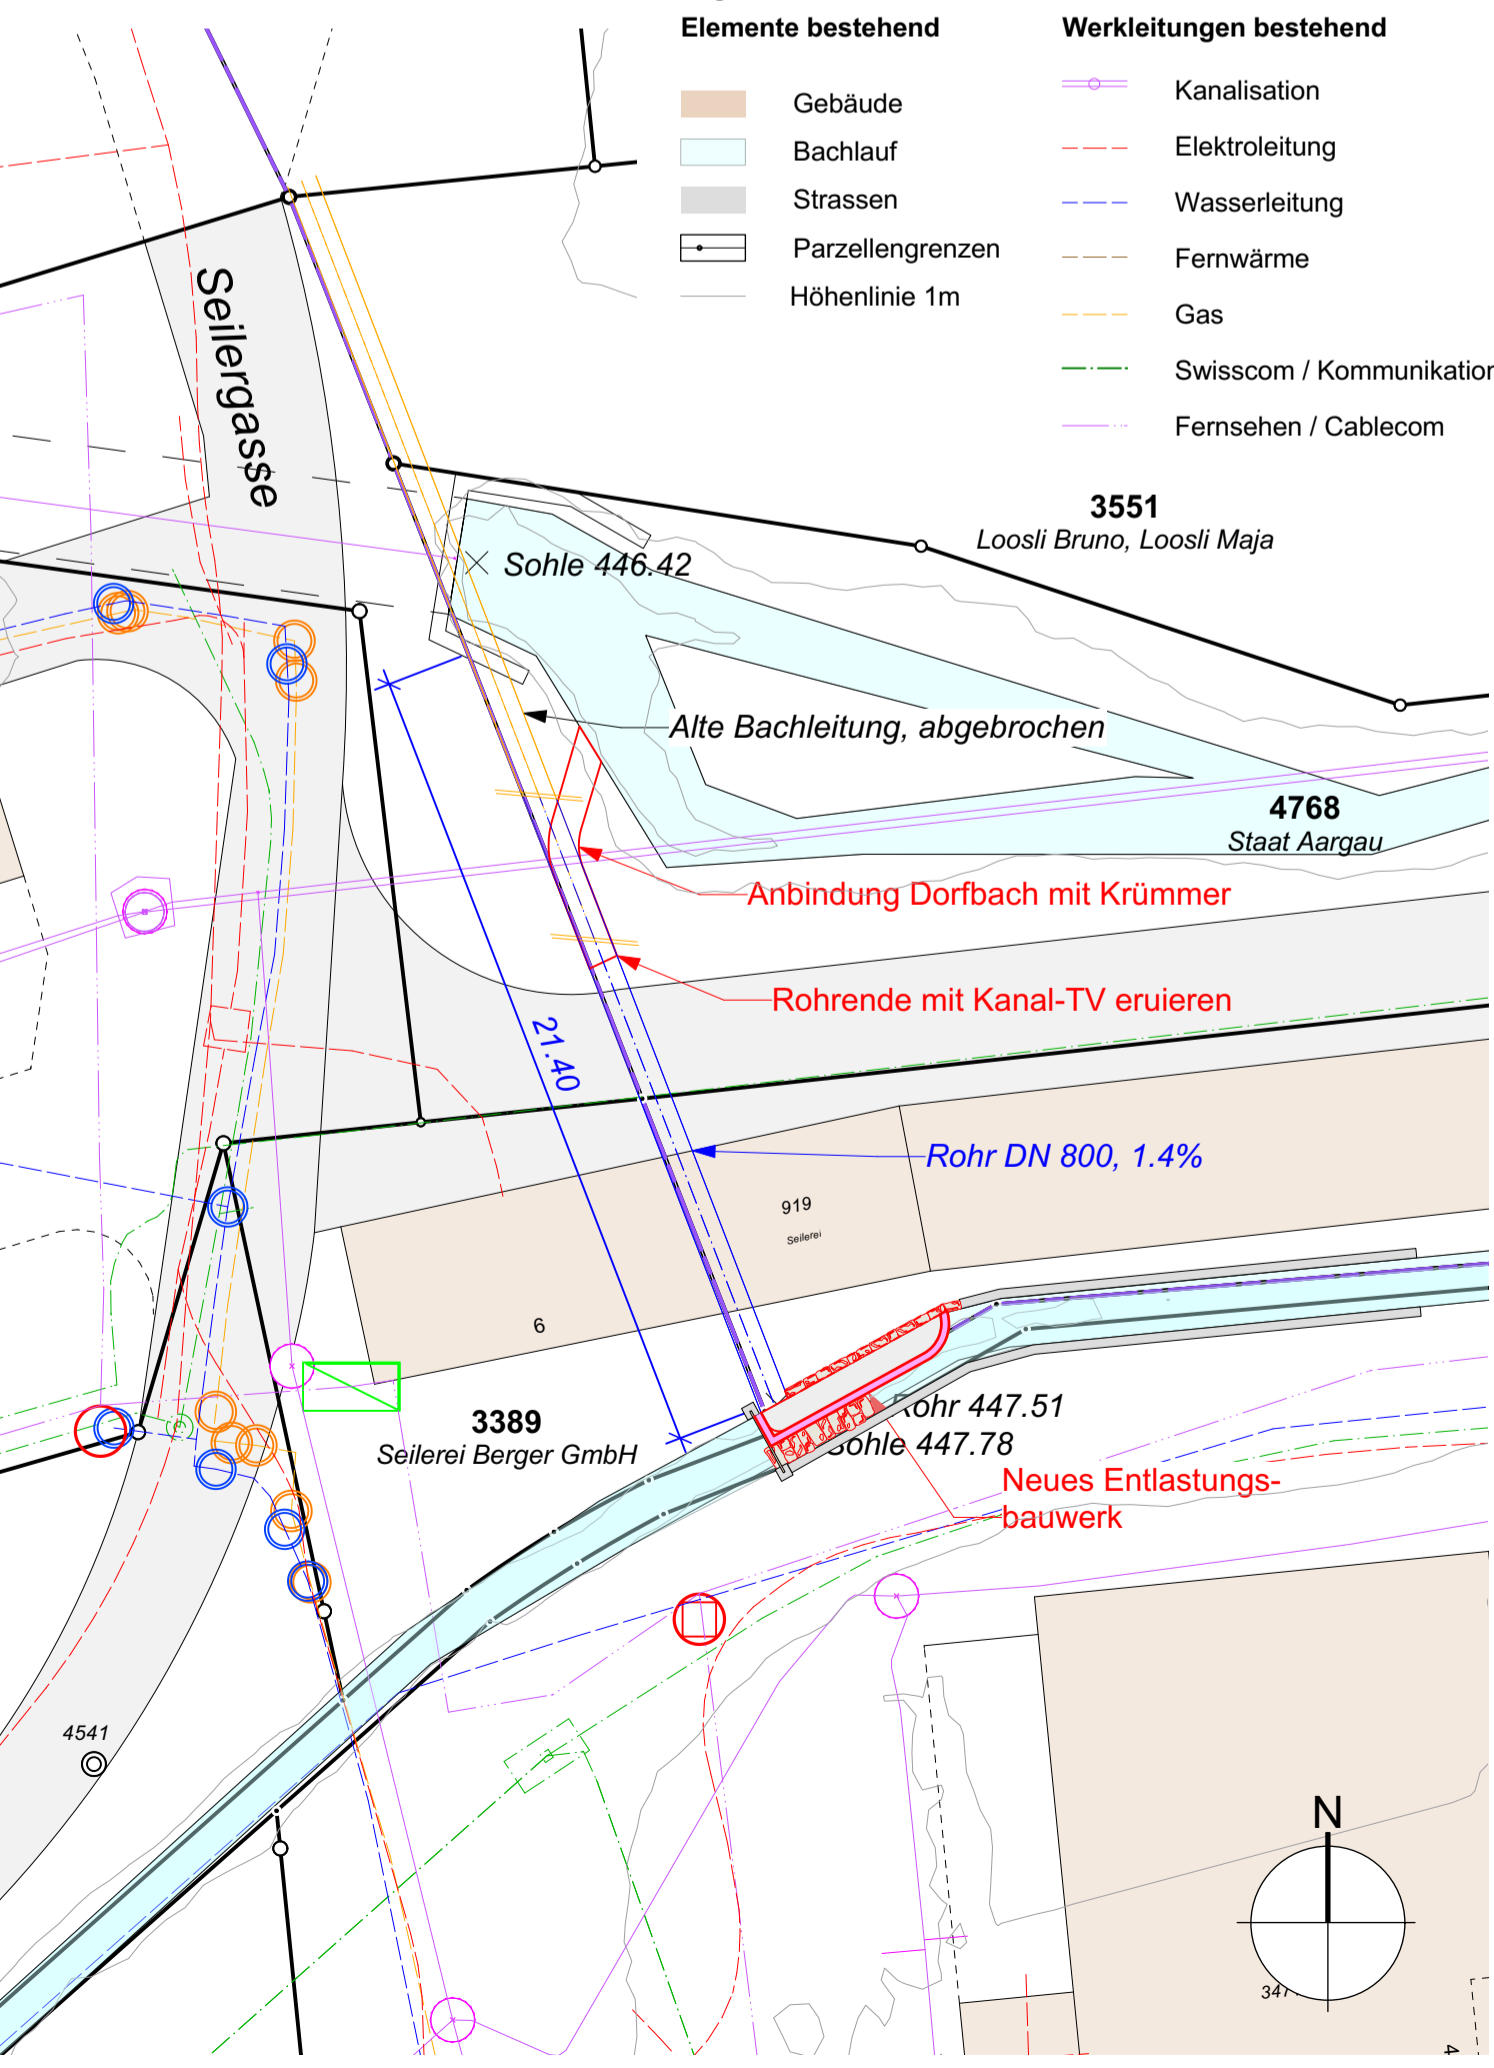 Elemente bestehend
Gebäude
Bachlauf
Strassen
Parzellengrenzen
Höhenlinie 1m
Werkleitungen bestehend
Kanalisation
Elektroleitung
Wasserleitung
Fernwärme
Gas
Swisscom / Kommunikation
Fernsehen / Cablecom
Seilergasse
3551
Loosli Bruno, Loosli Maja
Sohle 446.42
Alte Bachleitung, abgebrochen
4768
Staat Aargau
Anbindung Dorfbach mit Krümmer
Rohrende mit Kanal-TV eruieren
21.40
Rohr DN 800, 1.4%
919
Seilerei
6
3389
Seilerei Berger GmbH
Rohr 447.51
Sohle 447.78
Neues Entlastungs-
bauwerk
4541
N
347
4